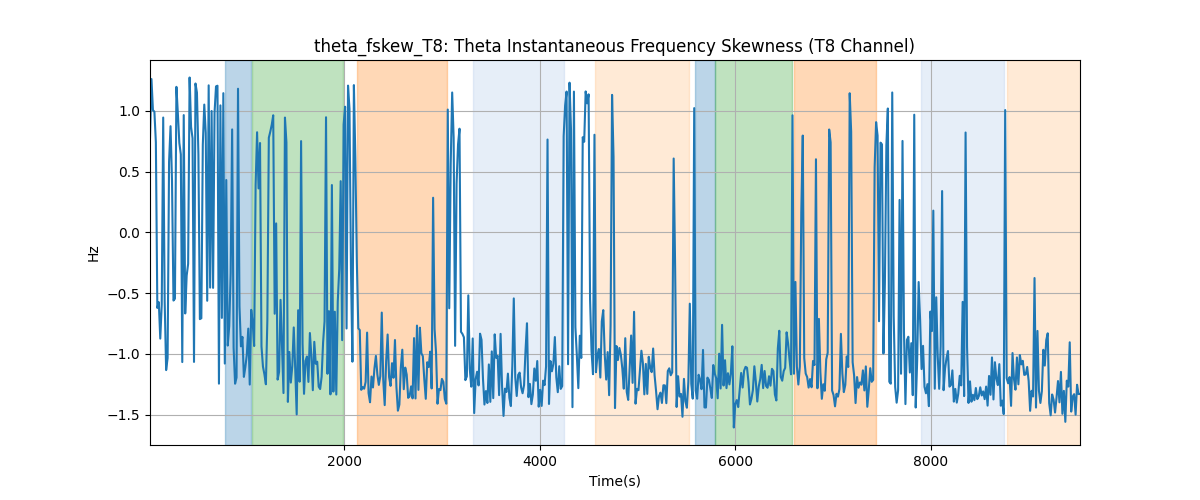 theta_fskew_T8: Theta Instantaneous Frequency Skewness (T8 Channel)
1.0
0.5
0.0
−0.5
−1.0
−1.5
Hz
2000 4000 6000 8000
Time(s)